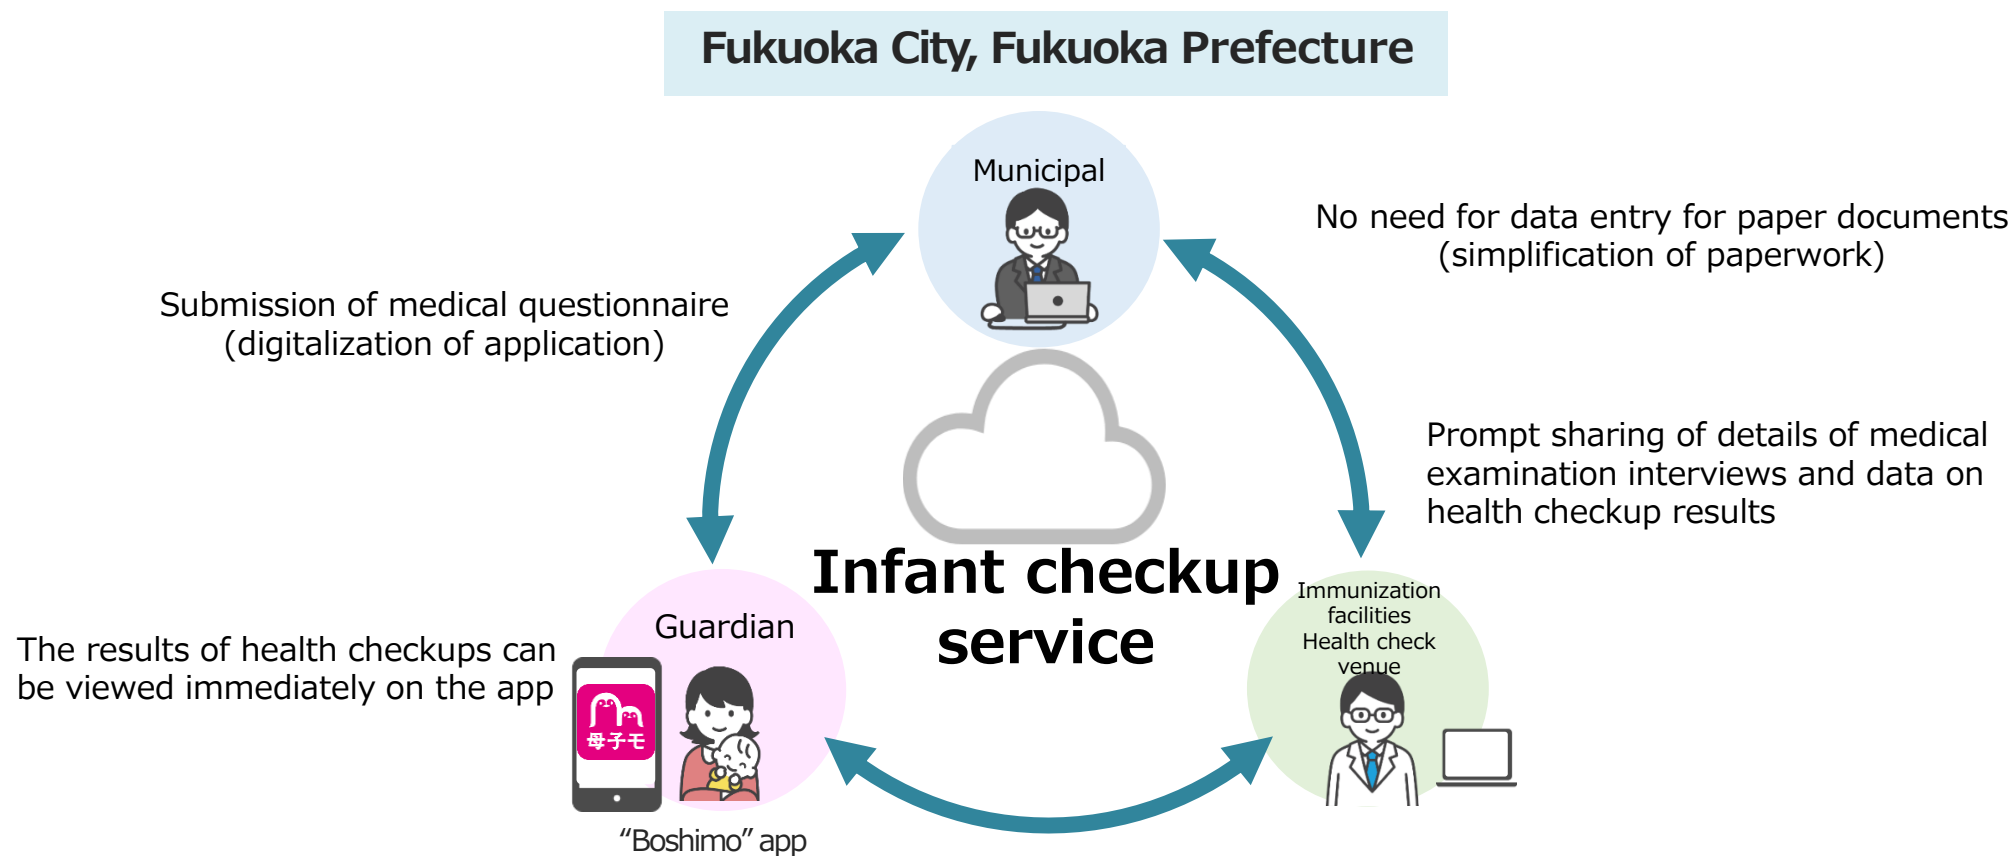 Fukuoka City, Fukuoka Prefecture
Municipal
No need for data entry for paper documents
(simplification of paperwork)
Submission of medical questionnaire
(digitalization of application)
Prompt sharing of details of medical
examination interviews and data on
health checkup results
Infant checkup
service
Immunization
facilities
Health check
venue
Guardian
The results of health checkups can
be viewed immediately on the app
母子モ
“Boshimo” app